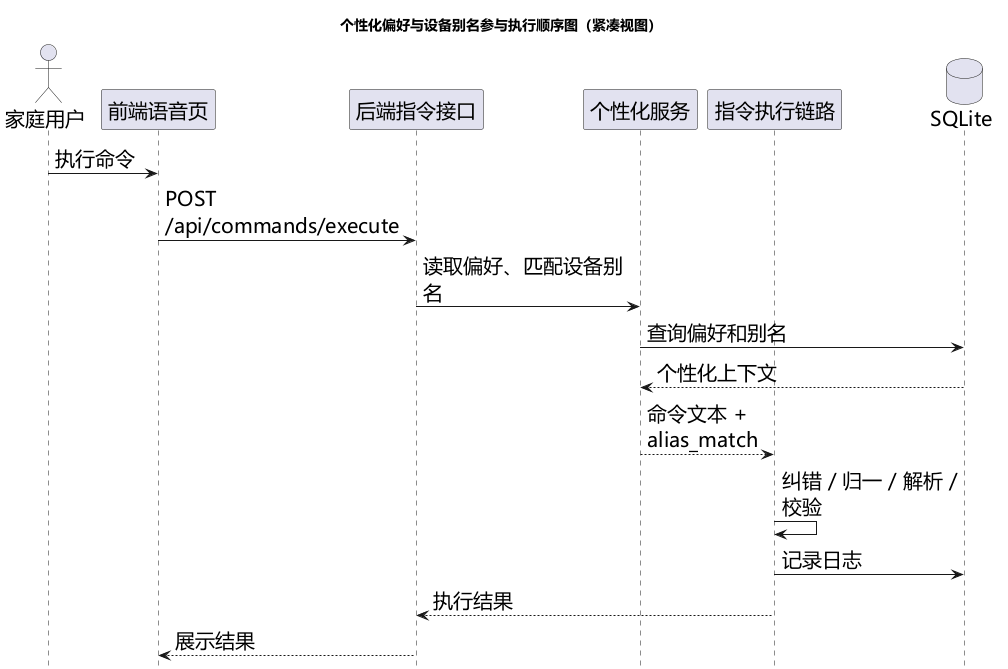 个性化偏好与设备别名参与执行顺序图（紧凑视图）
家庭用户
前端语音页
后端指令接口
个性化服务
指令执行链路
SQLite
执行命令
POST
/api/commands/execute
读取偏好、匹配设备别
名
查询偏好和别名
个性化上下文
命令文本 +
alias_match
纠错 / 归一 / 解析 /
校验
记录日志
执行结果
展示结果